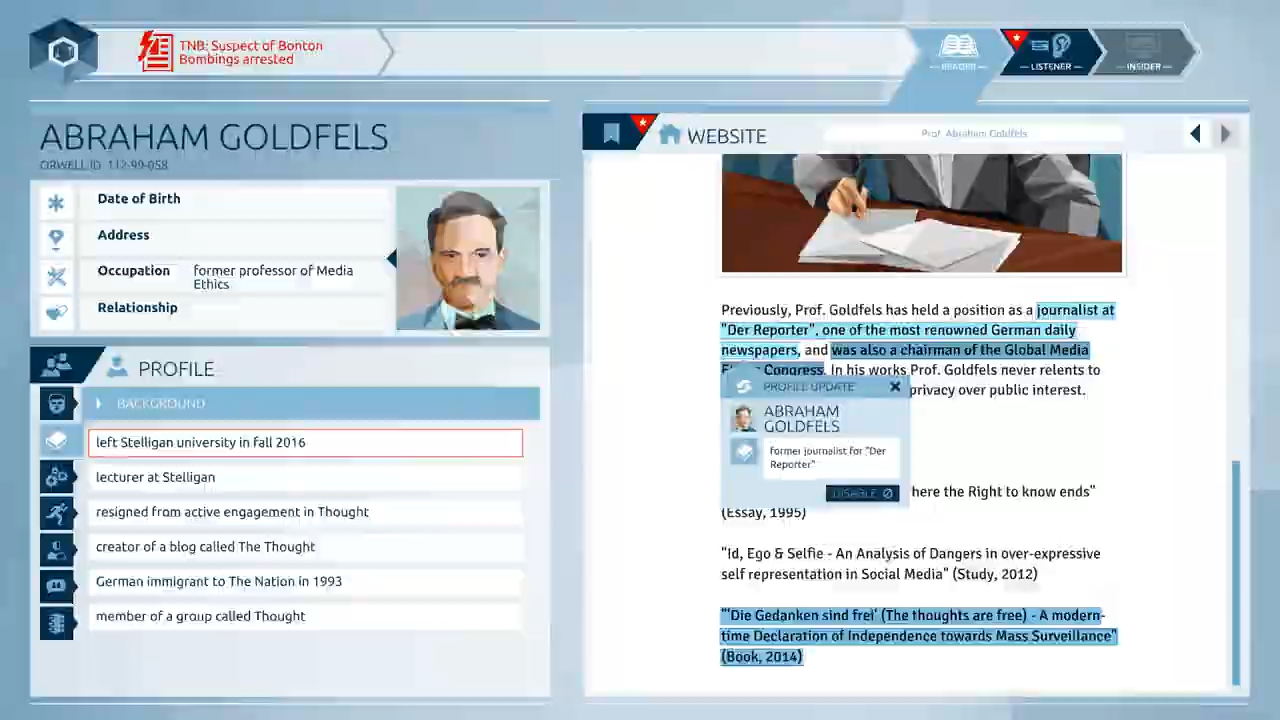 TNB: Suspect of Bonton
Bombings arrested
READER
LISTENER
INSIDER
ABRAHAM GOLDFELS
ORWELL ID 112-99-058
Date of Birth
Address
Occupation former professor of Media
Ethics
Relationship
PROFILE
BACKGROUND
left Stelligan university in fall 2016
lecturer at Stelligan
resigned from active engagement in Thought
creator of a blog called The Thought
German immigrant to The Nation in 1993
member of a group called Thought
WEBSITE
Prof. Abraham Goldfels
Previously, Prof. Goldfels has held a position as a journalist at
"Der Reporter", one of the most renowned German daily
newspapers, and was also a chairman of the Global Media
Congress. In his works Prof. Goldfels never relents to
privacy over public interest.
PROFILE UPDATE
ABRAHAM
GOLDFELS
former journalist for "Der
Reporter"
DISABLE
here the Right to know ends"
(Essay, 1995)
"Id, Ego & Selfie - An Analysis of Dangers in over-expressive
self representation in Social Media" (Study, 2012)
"'Die Gedanken sind frei' (The thoughts are free) - A modern-
time Declaration of Independence towards Mass Surveillance"
(Book, 2014)